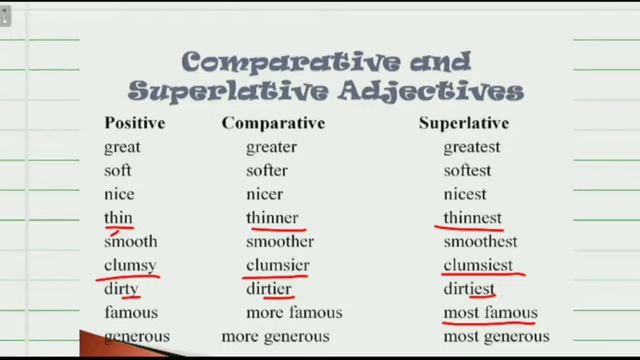 Comparative and
Superlative Adjectives
Positive Comparative Superlative
great greater greatest
soft softer softest
nice nicer nicest
thin thinner thinnest
smooth smoother smoothest
clumsy clumsier clumsiest
dirty dirtier dirtiest
famous more famous most famous
generous more generous most generous